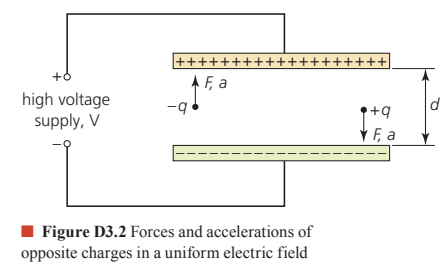 + + + + + + + + + + + + + + + + + +
F, a
+
high voltage
supply, V
–
–q
+q
d
F, a
– – – – – – – – – – – – – – – – – –
Figure D3.2 Forces and accelerations of
opposite charges in a uniform electric field